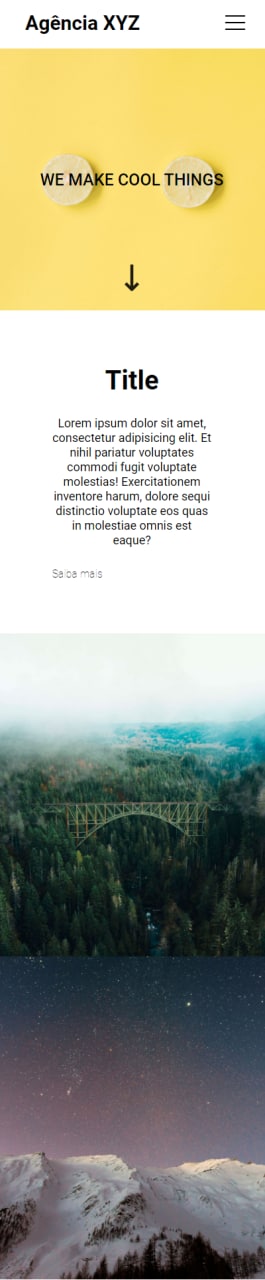 Agência XYZ
WE MAKE COOL THINGS
Title
Lorem ipsum dolor sit amet,
consectetur adipisicing elit. Et
nihil pariatur voluptates
commodi fugit voluptate
molestias! Exercitationem
inventore harum, dolore sequi
distinctio voluptate eos quas
in molestiae omnis est
eaque?
Saiba mais